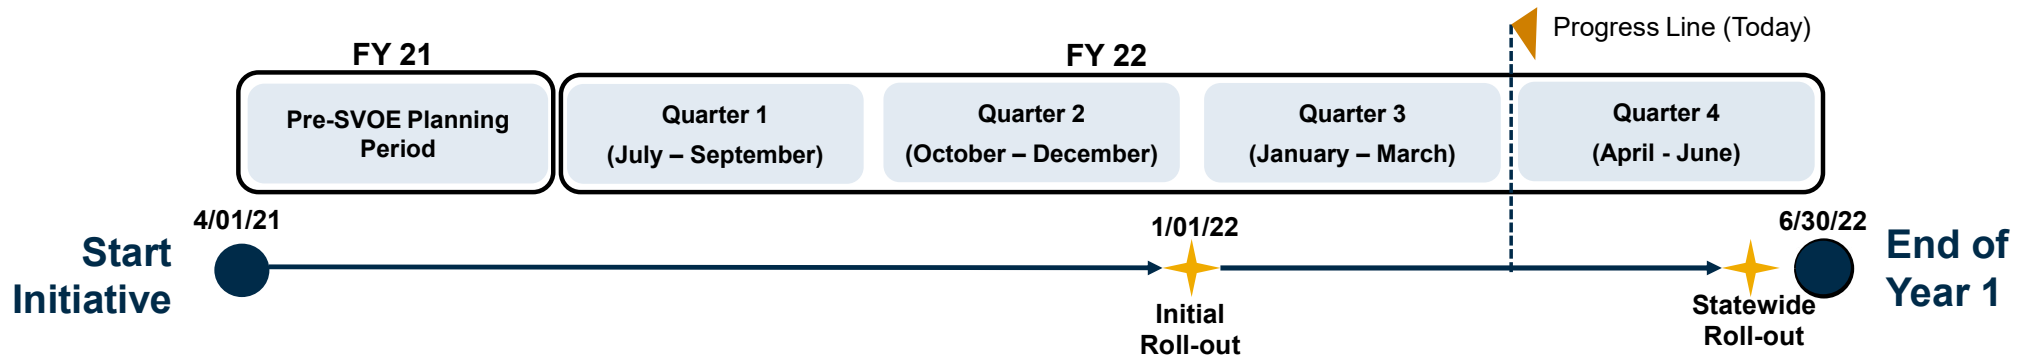 Progress Line (Today)
FY 21
FY 22
Pre-SVOE Planning
Period
Quarter 1
(July – September)
Quarter 2
(October – December)
Quarter 3
(January – March)
Quarter 4
(April - June)
4/01/21
1/01/22
6/30/22
Start
Initiative
End of
Year 1
Initial
Roll-out
Statewide
Roll-out